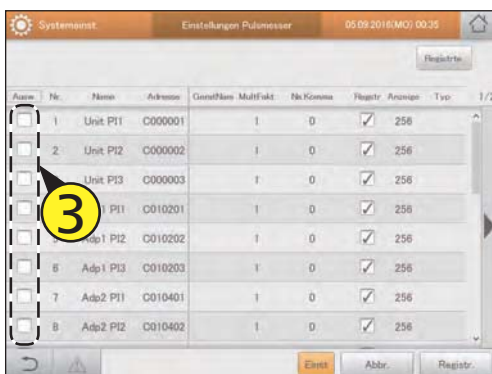 Systemeinst. Einstellungen Pulsmesser 05.09.2016(MO) 00:35
Registrte
Ausw Nr. Name Adresse GerätNam MultFakt Nk.Komma Registr Anzeige Typ 1/2
1 Unit PI1 C000001 1 0 256
2 Unit PI2 C000002 1 0 256
Unit PI3 C000003 1 0 256
3
1 PI1 C010201 1 0 256
5 Adp1 PI2 C010202 1 0 256
6 Adp1 PI3 C010203 1 0 256
7 Adp2 PI1 C010401 1 0 256
8 Adp2 PI2 C010402 1 0 256
Einst Abbr. Registr.